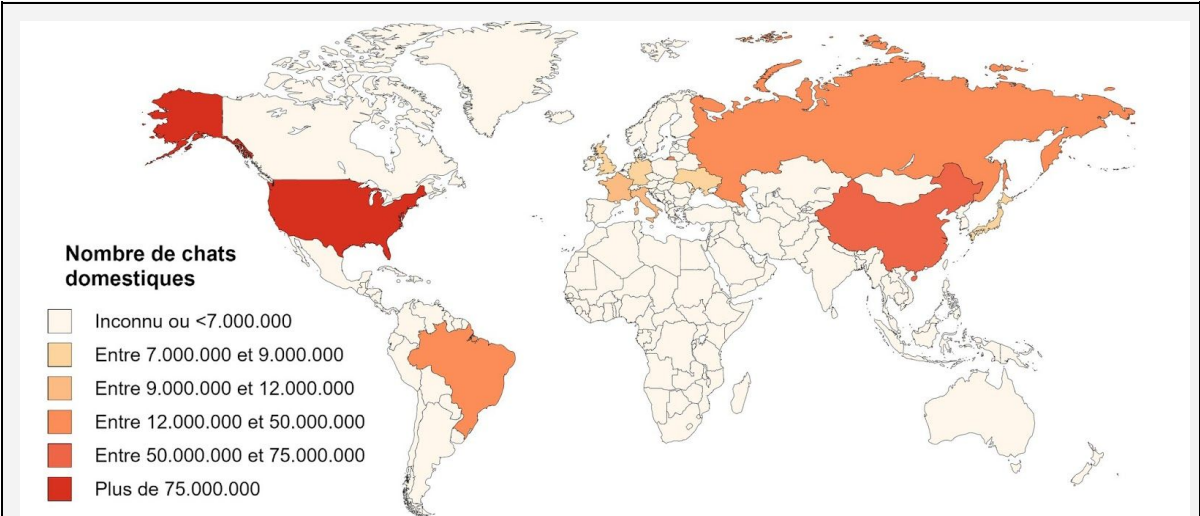 Nombre de chats
domestiques
Inconnu ou <7.000.000
Entre 7.000.000 et 9.000.000
Entre 9.000.000 et 12.000.000
Entre 12.000.000 et 50.000.000
Entre 50.000.000 et 75.000.000
Plus de 75.000.000